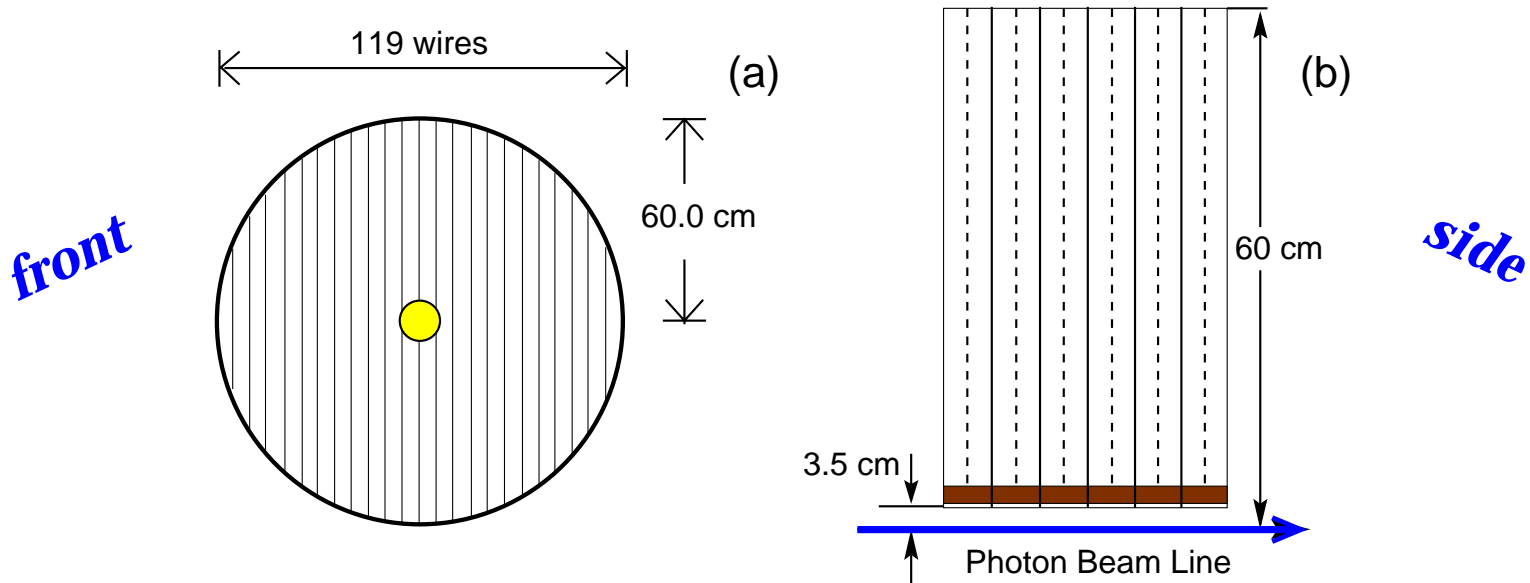 119 wires
(a)
60.0 cm
front
(b)
60 cm
side
3.5 cm
Photon Beam Line